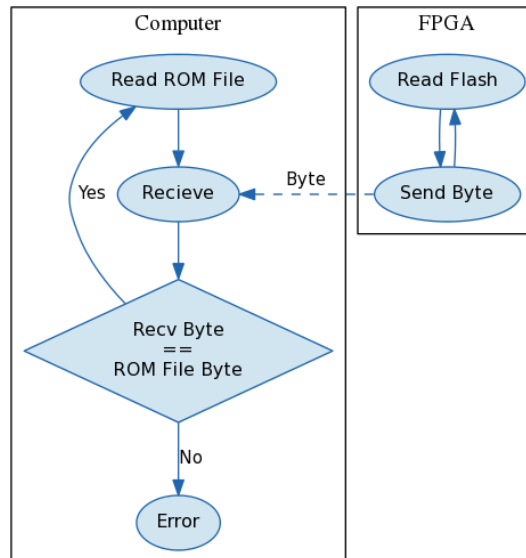 Computer
FPGA
Read ROM File
Read Flash
Byte
Yes
Recieve
Send Byte
Recv Byte
==
ROM File Byte
No
Error